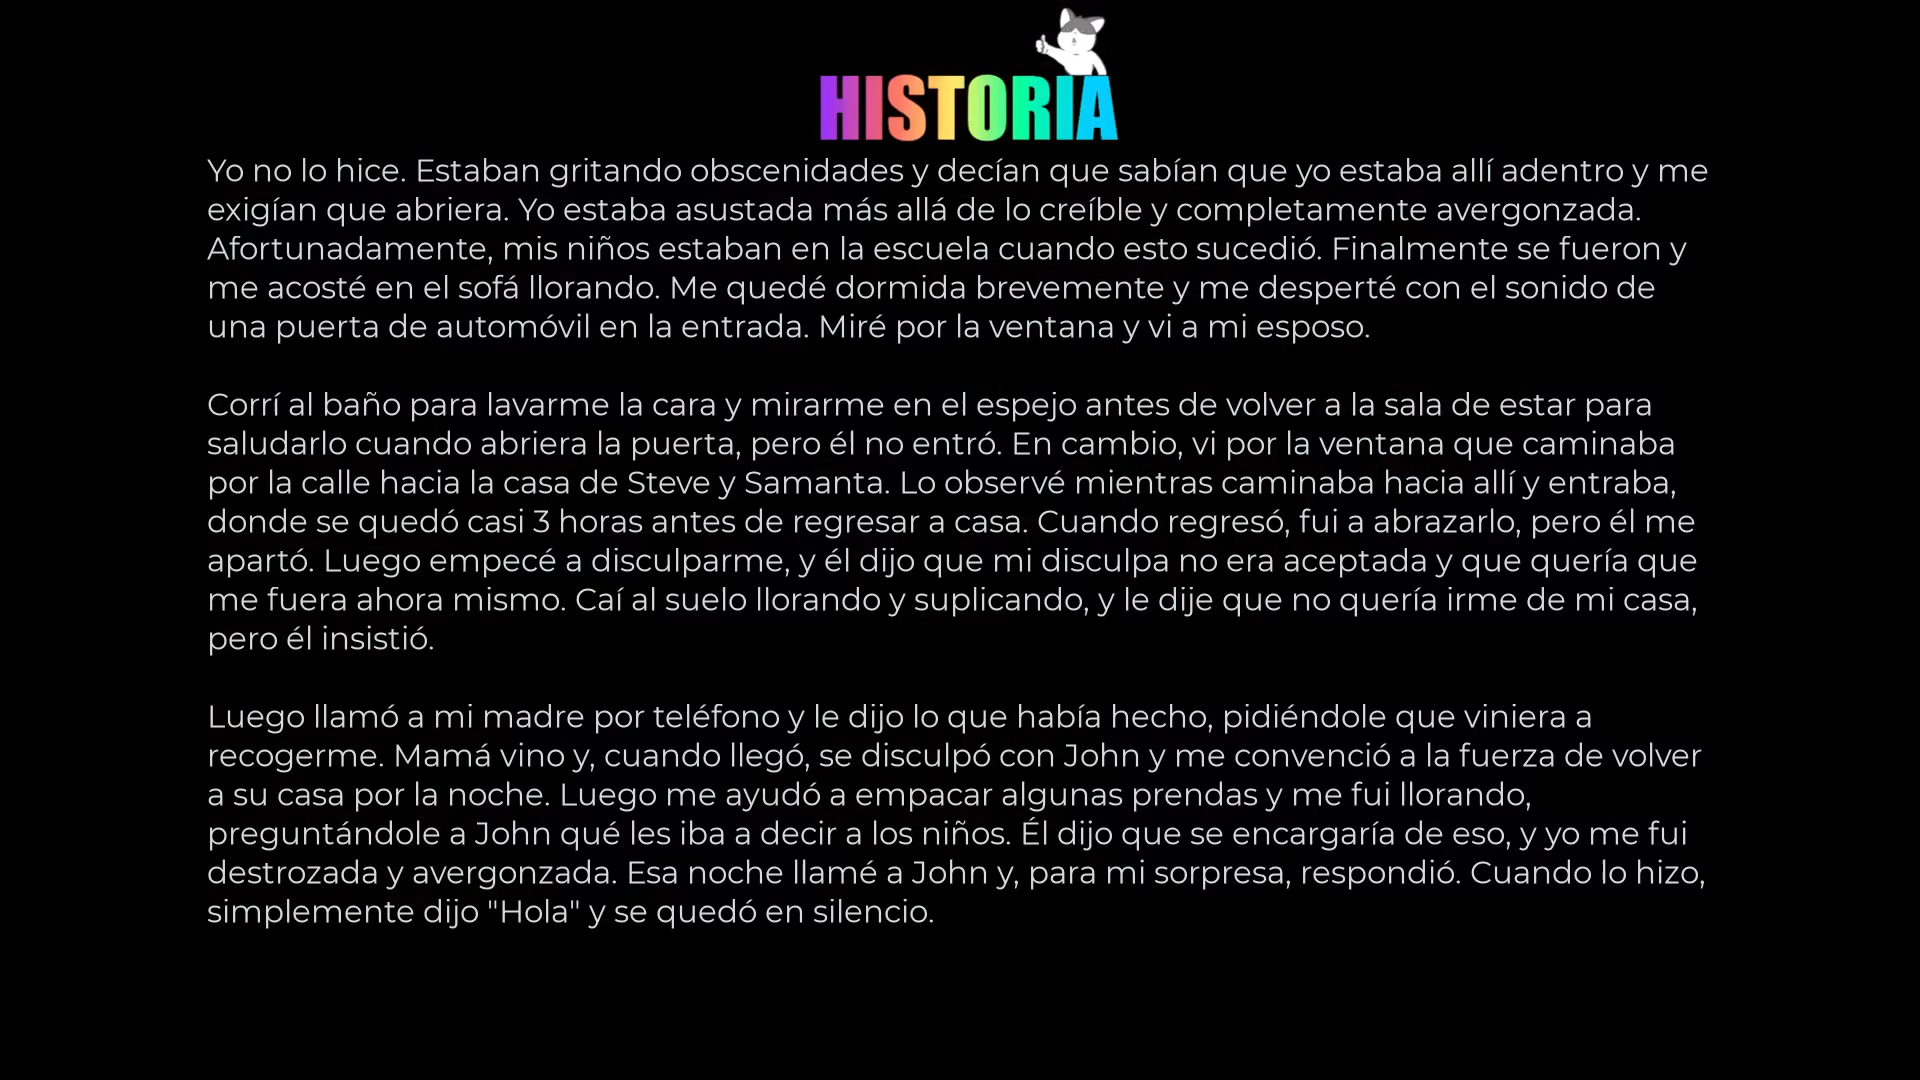 HISTORIA
Yo no lo hice. Estaban gritando obscenidades y decían que sabían que yo estaba allí adentro y me
exigían que abriera. Yo estaba asustada más allá de lo creíble y completamente avergonzada.
Afortunadamente, mis niños estaban en la escuela cuando esto sucedió. Finalmente se fueron y
me acosté en el sofá llorando. Me quedé dormida brevemente y me desperté con el sonido de
una puerta de automóvil en la entrada. Miré por la ventana y vi a mi esposo.
Corrí al baño para lavarme la cara y mirarme en el espejo antes de volver a la sala de estar para
saludarlo cuando abriera la puerta, pero él no entró. En cambio, vi por la ventana que caminaba
por la calle hacia la casa de Steve y Samanta. Lo observé mientras caminaba hacia allí y entraba,
donde se quedó casi 3 horas antes de regresar a casa. Cuando regresó, fui a abrazarlo, pero él me
apartó. Luego empecé a disculparme, y él dijo que mi disculpa no era aceptada y que quería que
me fuera ahora mismo. Caí al suelo llorando y suplicando, y le dije que no quería irme de mi casa,
pero él insistió.
Luego llamó a mi madre por teléfono y le dijo lo que había hecho, pidiéndole que viniera a
recogerme. Mamá vino y, cuando llegó, se disculpó con John y me convenció a la fuerza de volver
a su casa por la noche. Luego me ayudó a empacar algunas prendas y me fui llorando,
preguntándole a John qué les iba a decir a los niños. Él dijo que se encargaría de eso, y yo me fui
destrozada y avergonzada. Esa noche llamé a John y, para mi sorpresa, respondió. Cuando lo hizo,
simplemente dijo "Hola" y se quedó en silencio.